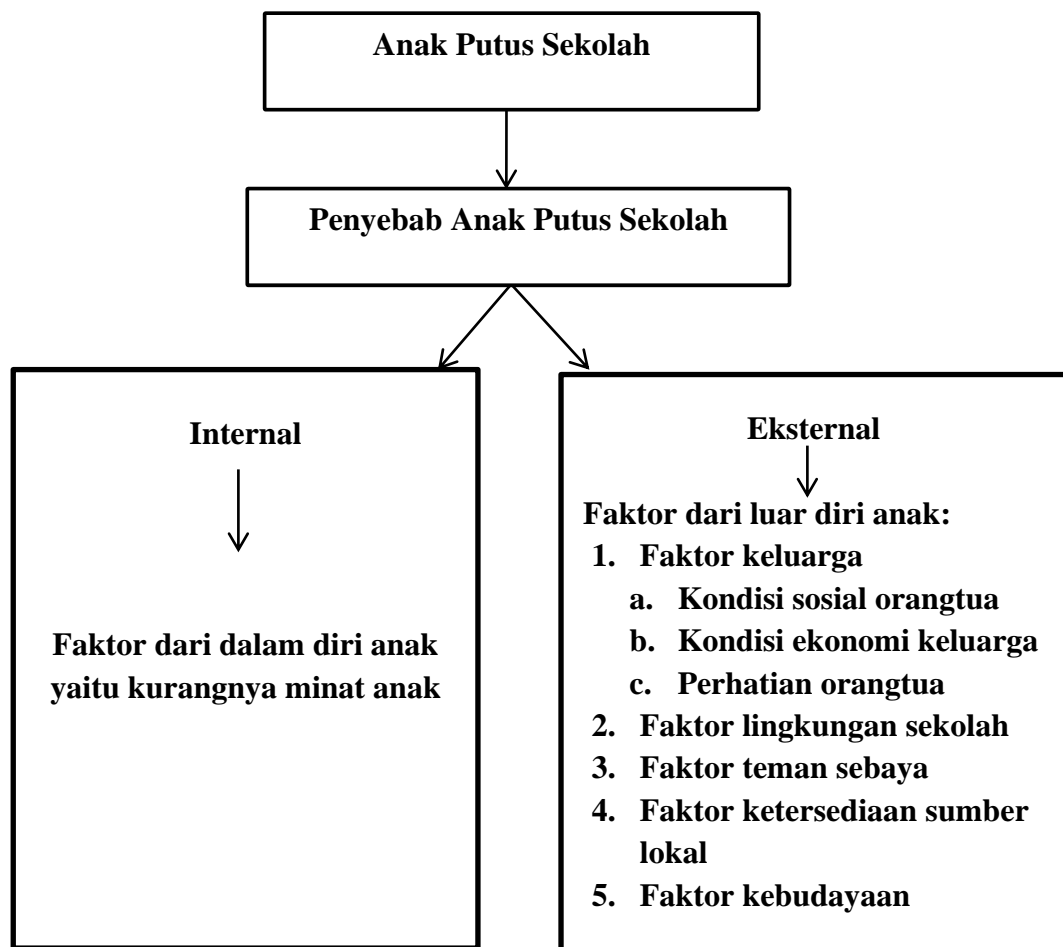 Anak Putus Sekolah
Penyebab Anak Putus Sekolah
Internal
Faktor dari dalam diri anak
yaitu kurangnya minat anak
Eksternal
Faktor dari luar diri anak:
1. Faktor keluarga
a. Kondisi sosial orangtua
b. Kondisi ekonomi keluarga
c. Perhatian orangtua
2. Faktor lingkungan sekolah
3. Faktor teman sebaya
4. Faktor ketersediaan sumber
lokal
5. Faktor kebudayaan